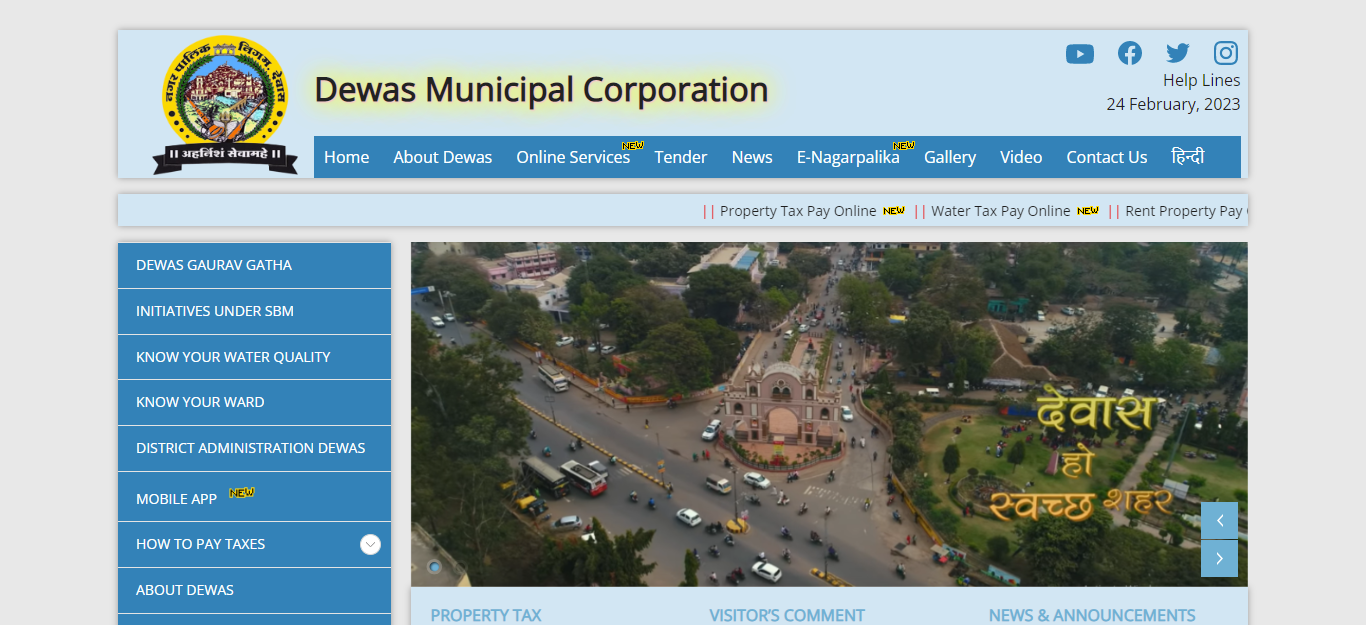 नगर पालिक निगम, देवास
॥ अहर्निशं सेवामहे ॥
Dewas Municipal Corporation
Help Lines
24 February, 2023
Home About Dewas Online Services NEW Tender News E-Nagarpalika NEW Gallery Video Contact Us हिन्दी
|| Property Tax Pay Online NEW || Water Tax Pay Online NEW || Rent Property Pay
DEWAS GAURAV GATHA
INITIATIVES UNDER SBM
KNOW YOUR WATER QUALITY
KNOW YOUR WARD
DISTRICT ADMINISTRATION DEWAS
MOBILE APP NEW
HOW TO PAY TAXES
ABOUT DEWAS
देवास
हो
स्वच्छ शहर
PROPERTY TAX
VISITOR'S COMMENT
NEWS & ANNOUNCEMENTS